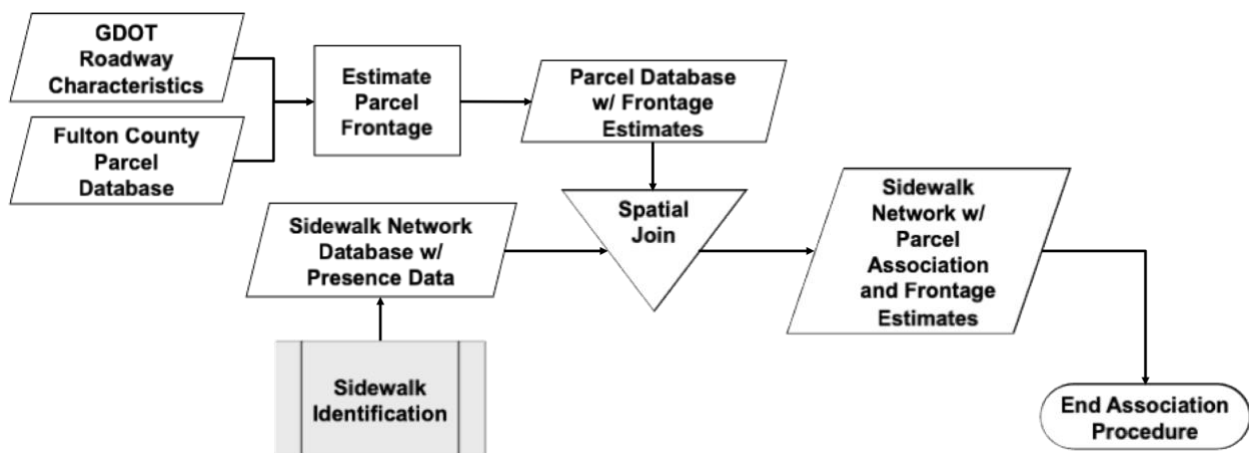 GDOT
Roadway
Characteristics
Fulton County
Parcel
Database
Estimate
Parcel
Frontage
Parcel Database
w/ Frontage
Estimates
Sidewalk Network
Database w/
Presence Data
Sidewalk
Identification
Spatial
Join
Sidewalk
Network w/
Parcel
Association
and Frontage
Estimates
End Association
Procedure